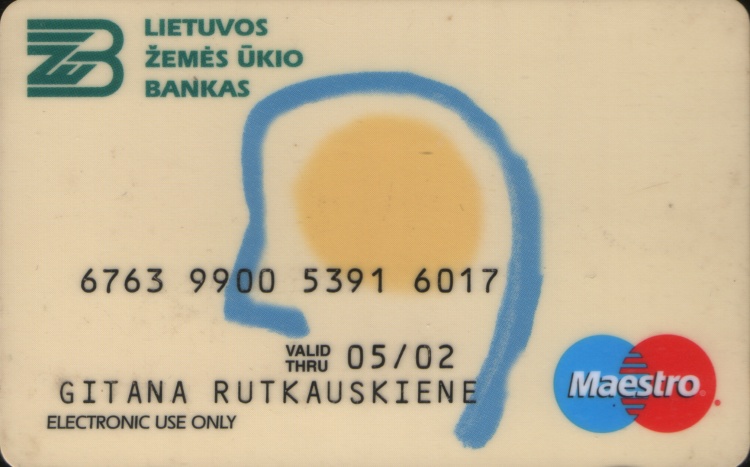 LIETUVOS
ŽEMĖS ŪKIO
BANKAS
6763 9900 5391 6017
VALID THRU 05/02
GITANA RUTKAUSKIENE
ELECTRONIC USE ONLY
Maestro